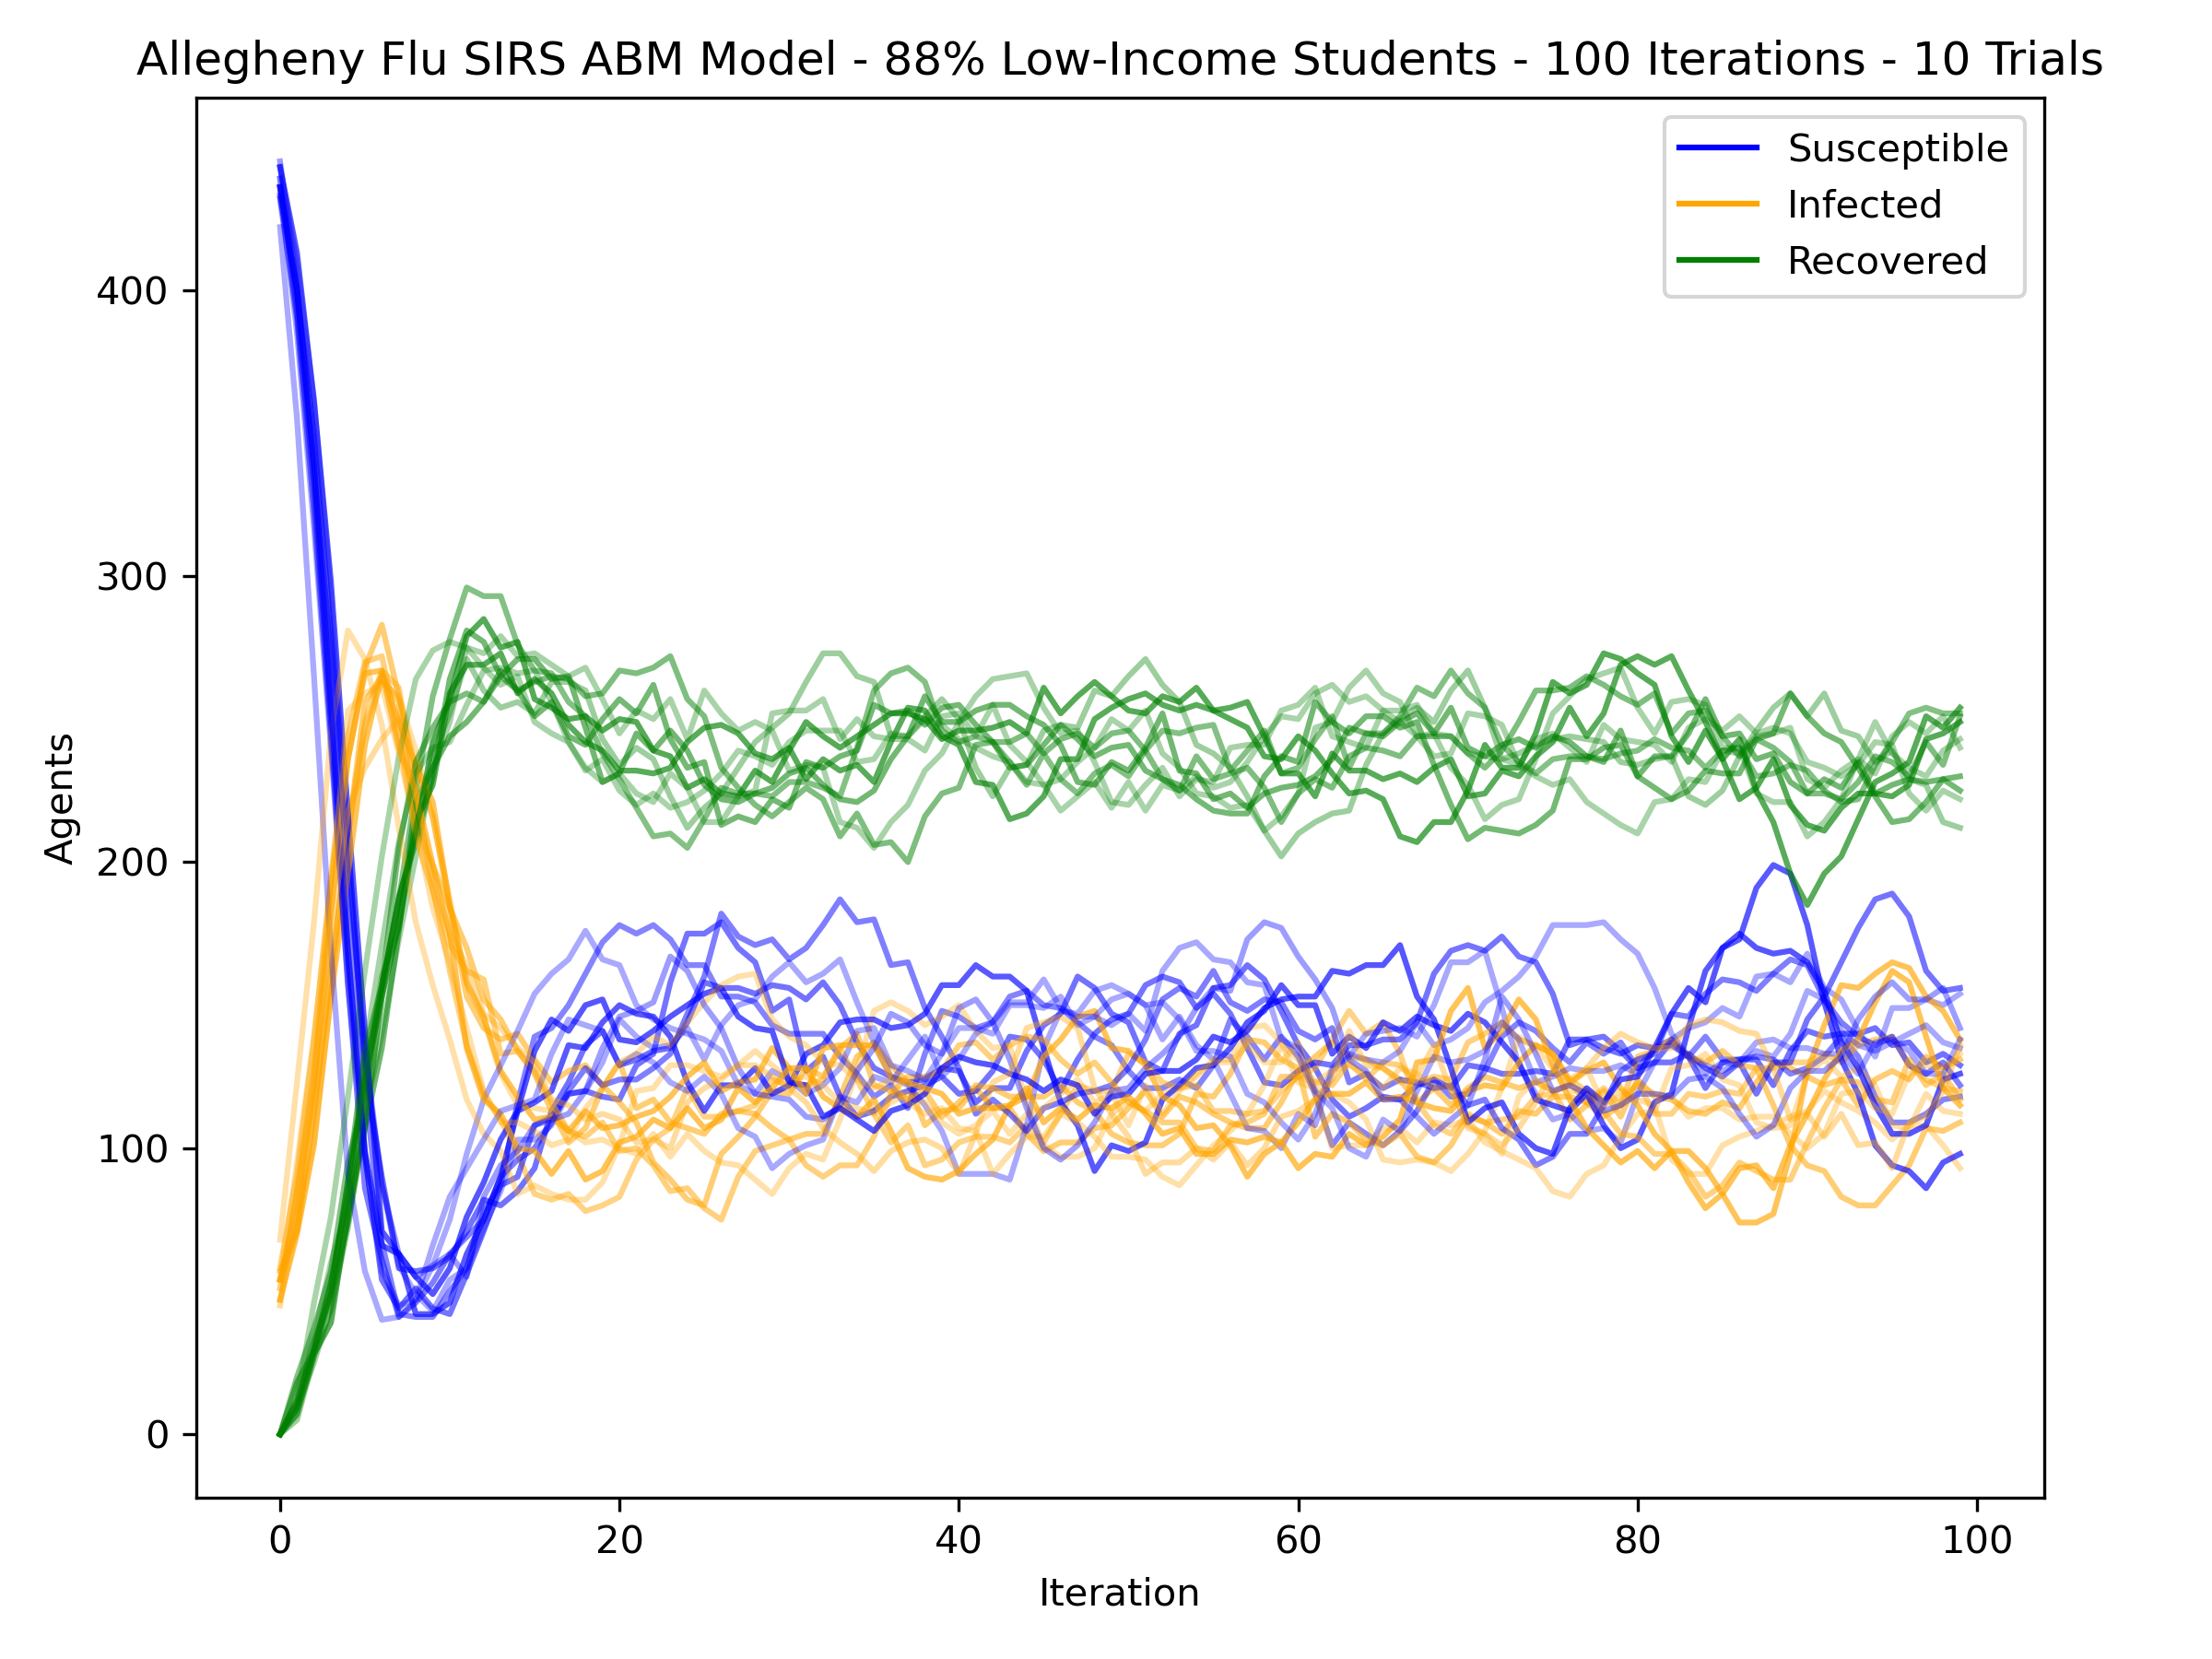 Allegheny Flu SIRS ABM Model - 88% Low-Income Students - 100 Iterations - 10 Trials
Susceptible
Infected
Recovered
400
300
200
100
0
Agents
0 20 40 60 80 100
Iteration